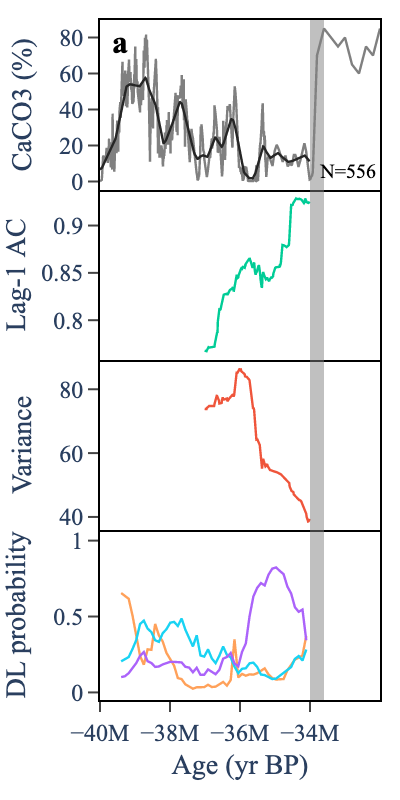 a
CaCO3 (%)
80
60
40
20
0
N=556
Lag-1 AC
0.9
0.85
0.8
Variance
80
60
40
DL probability
1
0.5
0
−40M −38M −36M −34M
Age (yr BP)